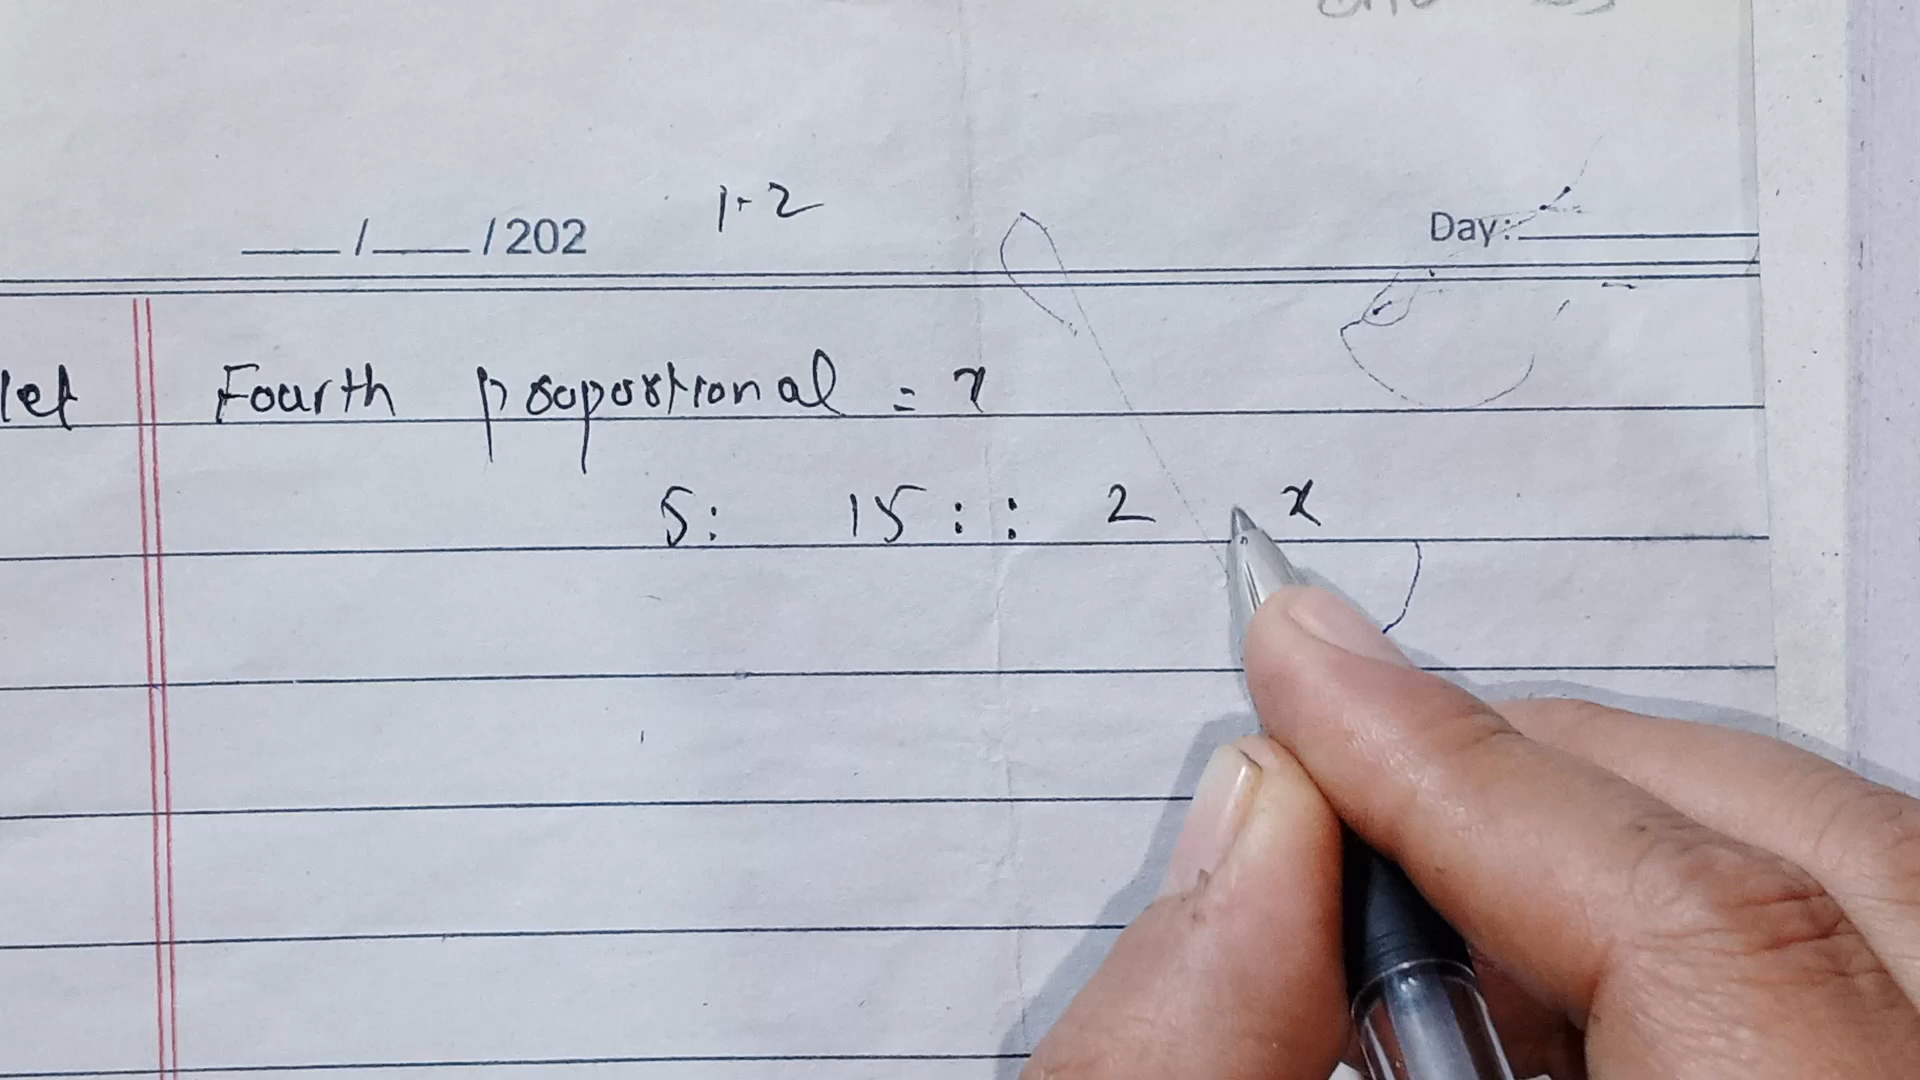 1-2
___/___/202 Day:
let Fourth proportional = x
5: 15 : : 2 x